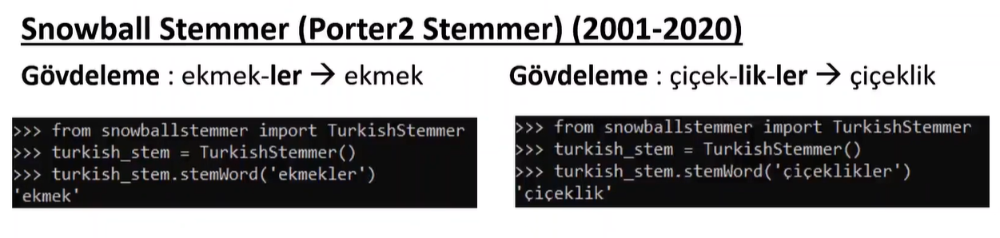 Snowball Stemmer (Porter2 Stemmer) (2001-2020)
Gövdeleme : ekmek-ler → ekmek
>>> from snowballstemmer import TurkishStemmer
>>> turkish_stem = TurkishStemmer()
>>> turkish_stem.stemWord('ekmekler')
'ekmek'
Gövdeleme : çiçek-lik-ler → çiçeklik
>>> from snowballstemmer import TurkishStemmer
>>> turkish_stem = TurkishStemmer()
>>> turkish_stem.stemWord('çiçeklikler')
'çiçeklik'